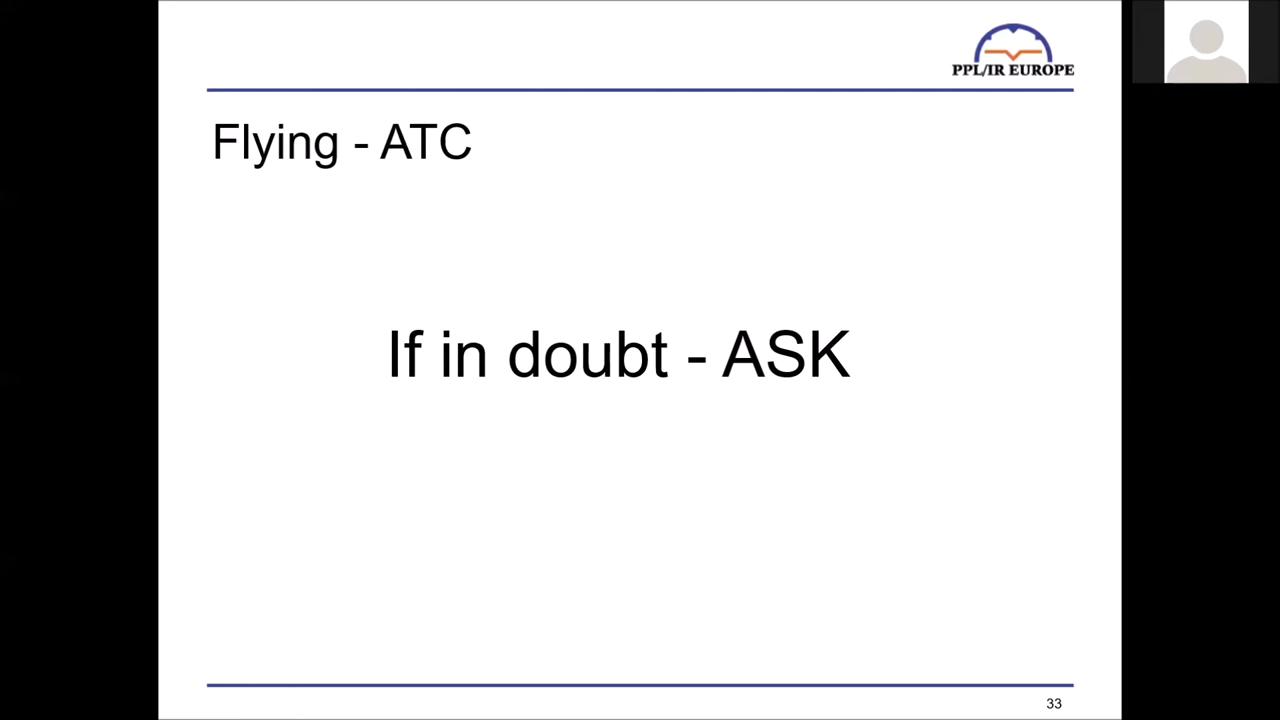 PPL/IR EUROPE
Flying - ATC
If in doubt - ASK
33